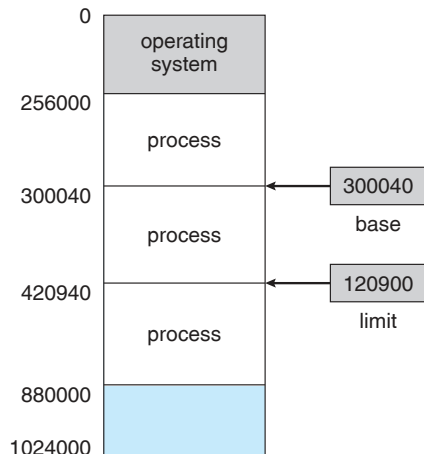 0
operating
system
256000
process
300040
300040
base
process
420940
120900
limit
process
880000
1024000